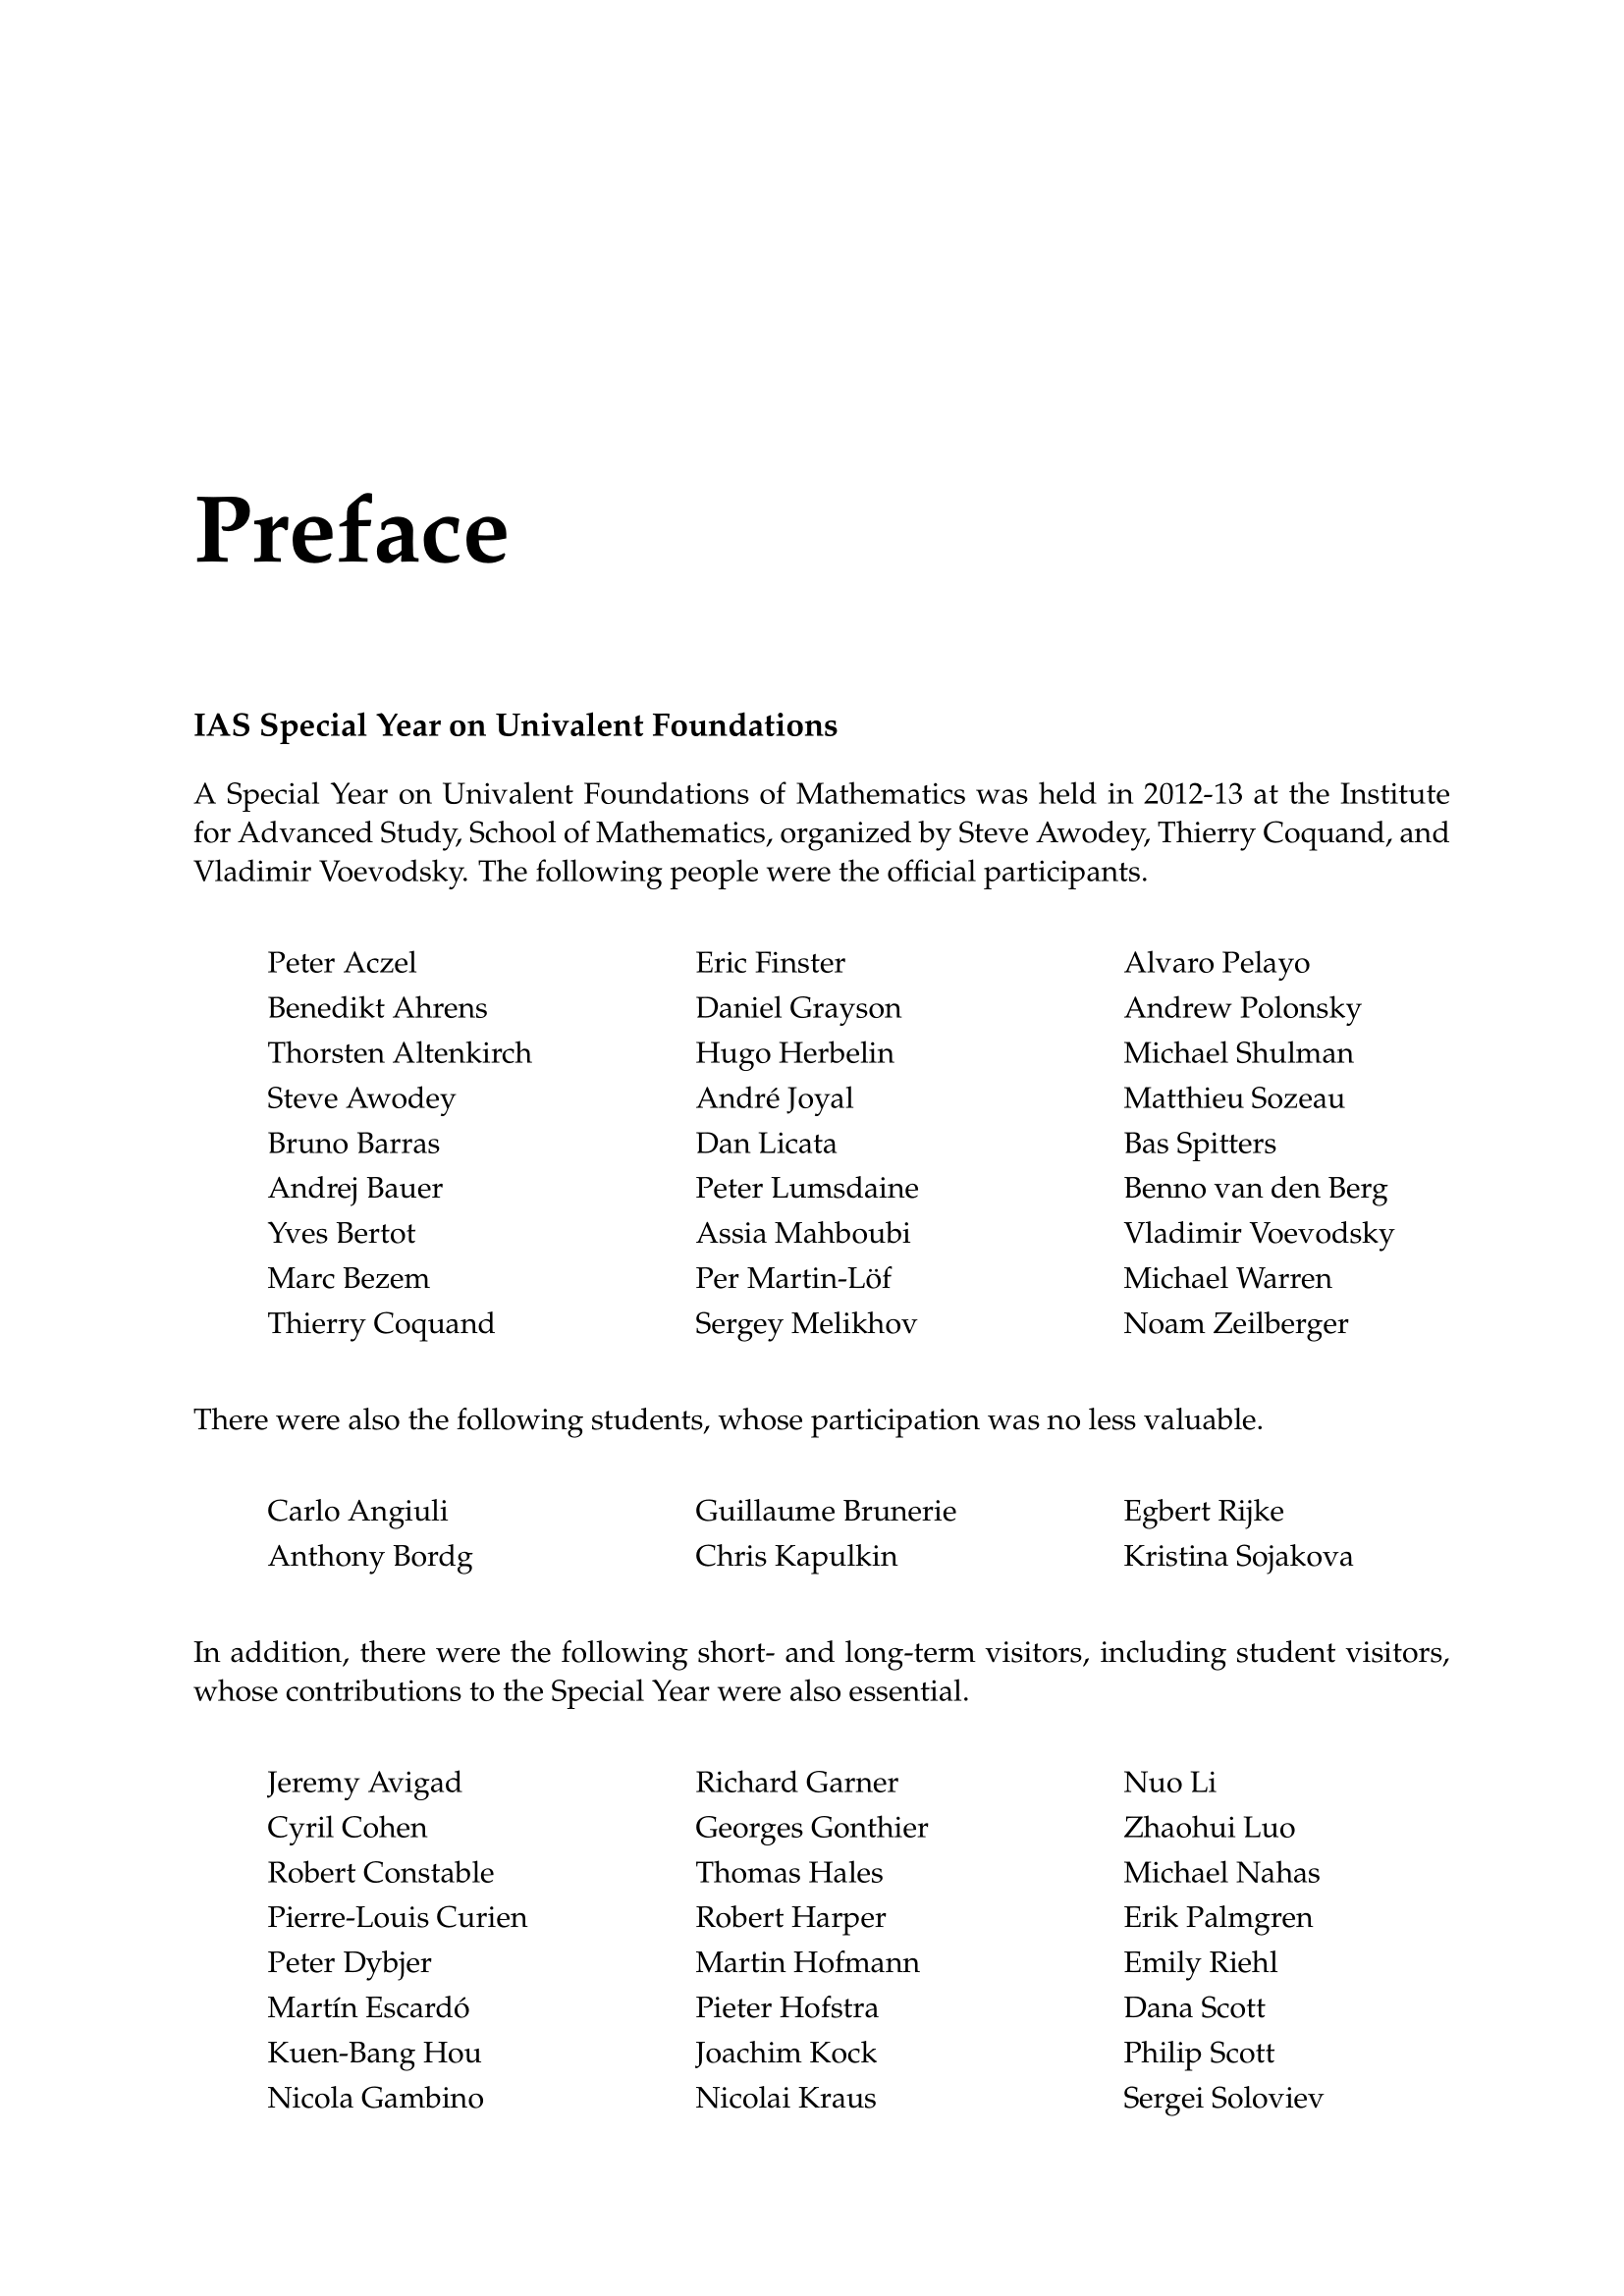 Preface
IAS Special Year on Univalent Foundations
A Special Year on Univalent Foundations of Mathematics was held in 2012-13 at the Institute
for Advanced Study, School of Mathematics, organized by Steve Awodey, Thierry Coquand, and
Vladimir Voevodsky. The following people were the official participants.
Peter Aczel
Benedikt Ahrens
Thorsten Altenkirch
Steve Awodey
Bruno Barras
Andrej Bauer
Yves Bertot
Marc Bezem
Thierry Coquand
Eric Finster
Daniel Grayson
Hugo Herbelin
André Joyal
Dan Licata
Peter Lumsdaine
Assia Mahboubi
Per Martin-Löf
Sergey Melikhov
Alvaro Pelayo
Andrew Polonsky
Michael Shulman
Matthieu Sozeau
Bas Spitters
Benno van den Berg
Vladimir Voevodsky
Michael Warren
Noam Zeilberger
There were also the following students, whose participation was no less valuable.
Carlo Angiuli
Anthony Bordg
Guillaume Brunerie
Chris Kapulkin
Egbert Rijke
Kristina Sojakova
In addition, there were the following short- and long-term visitors, including student visitors,
whose contributions to the Special Year were also essential.
Jeremy Avigad
Cyril Cohen
Robert Constable
Pierre-Louis Curien
Peter Dybjer
Martín Escardó
Kuen-Bang Hou
Nicola Gambino
Richard Garner
Georges Gonthier
Thomas Hales
Robert Harper
Martin Hofmann
Pieter Hofstra
Joachim Kock
Nicolai Kraus
Nuo Li
Zhaohui Luo
Michael Nahas
Erik Palmgren
Emily Riehl
Dana Scott
Philip Scott
Sergei Soloviev